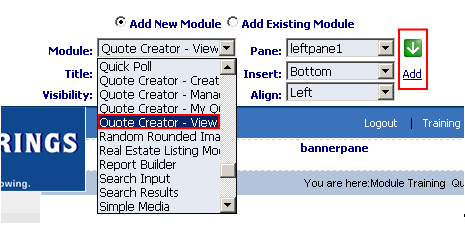 Add New Module Add Existing Module
Module: Quote Creator - View Pane: leftpane1
Title: Insert: Bottom Add
Visibility: Align: Left
Quick Poll
Quote Creator - Creat
Quote Creator - Mana
Quote Creator - My Qu
Quote Creator - View
Random Rounded Ima
Real Estate Listing Mo
Report Builder
Search Input
Search Results
Simple Media
Logout | Training
RINGS
bannerpane
owing.
You are here:Module Training Qu